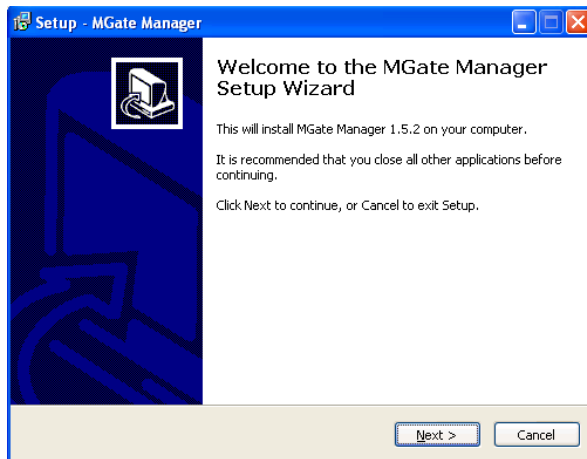 Setup - MGate Manager
Welcome to the MGate Manager
Setup Wizard
This will install MGate Manager 1.5.2 on your computer.
It is recommended that you close all other applications before
continuing.
Click Next to continue, or Cancel to exit Setup.
Next >
Cancel